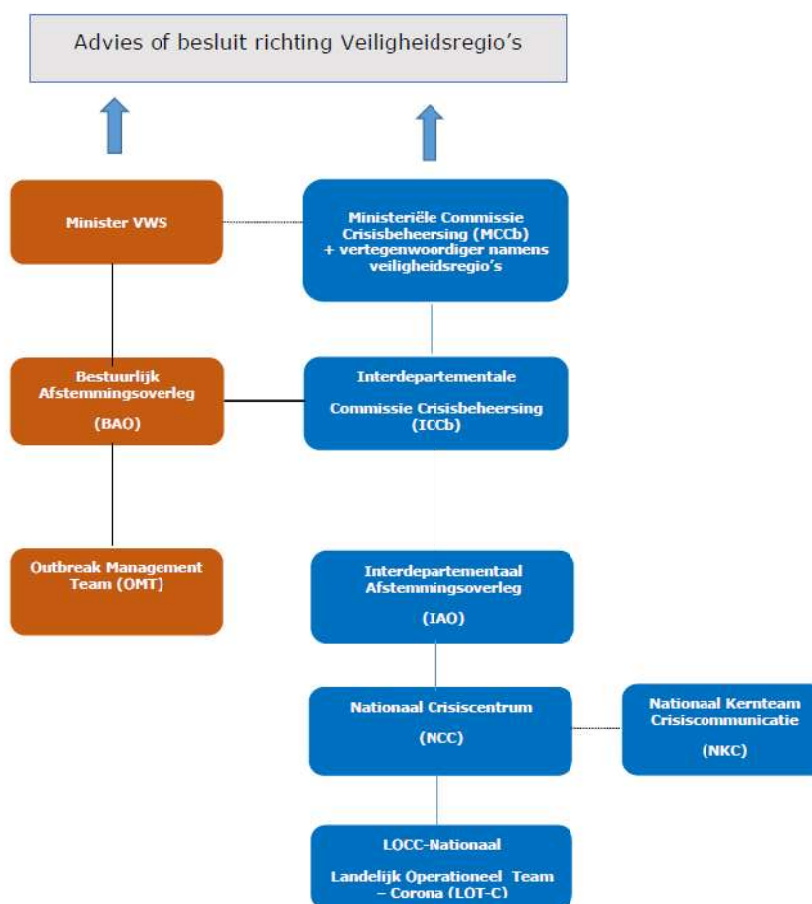 Advies of besluit richting Veiligheidsregio's
Minister VWS
Ministeriële Commissie
Crisisbeheersing (MCCb)
+ vertegenwoordiger namens
veiligheidsregio's
Bestuurlijk
Afstemmingsoverleg
(BAO)
Interdepartementale
Commissie Crisisbeheersing
(ICCb)
Outbreak Management
Team (OMT)
Interdepartementaal
Afstemmingsoverleg
(IAO)
Nationaal Crisiscentrum
(NCC)
Nationaal Kernteam
Crisiscommunicatie
(NKC)
LOCC-Nationaal
Landelijk Operationeel Team
– Corona (LOT-C)